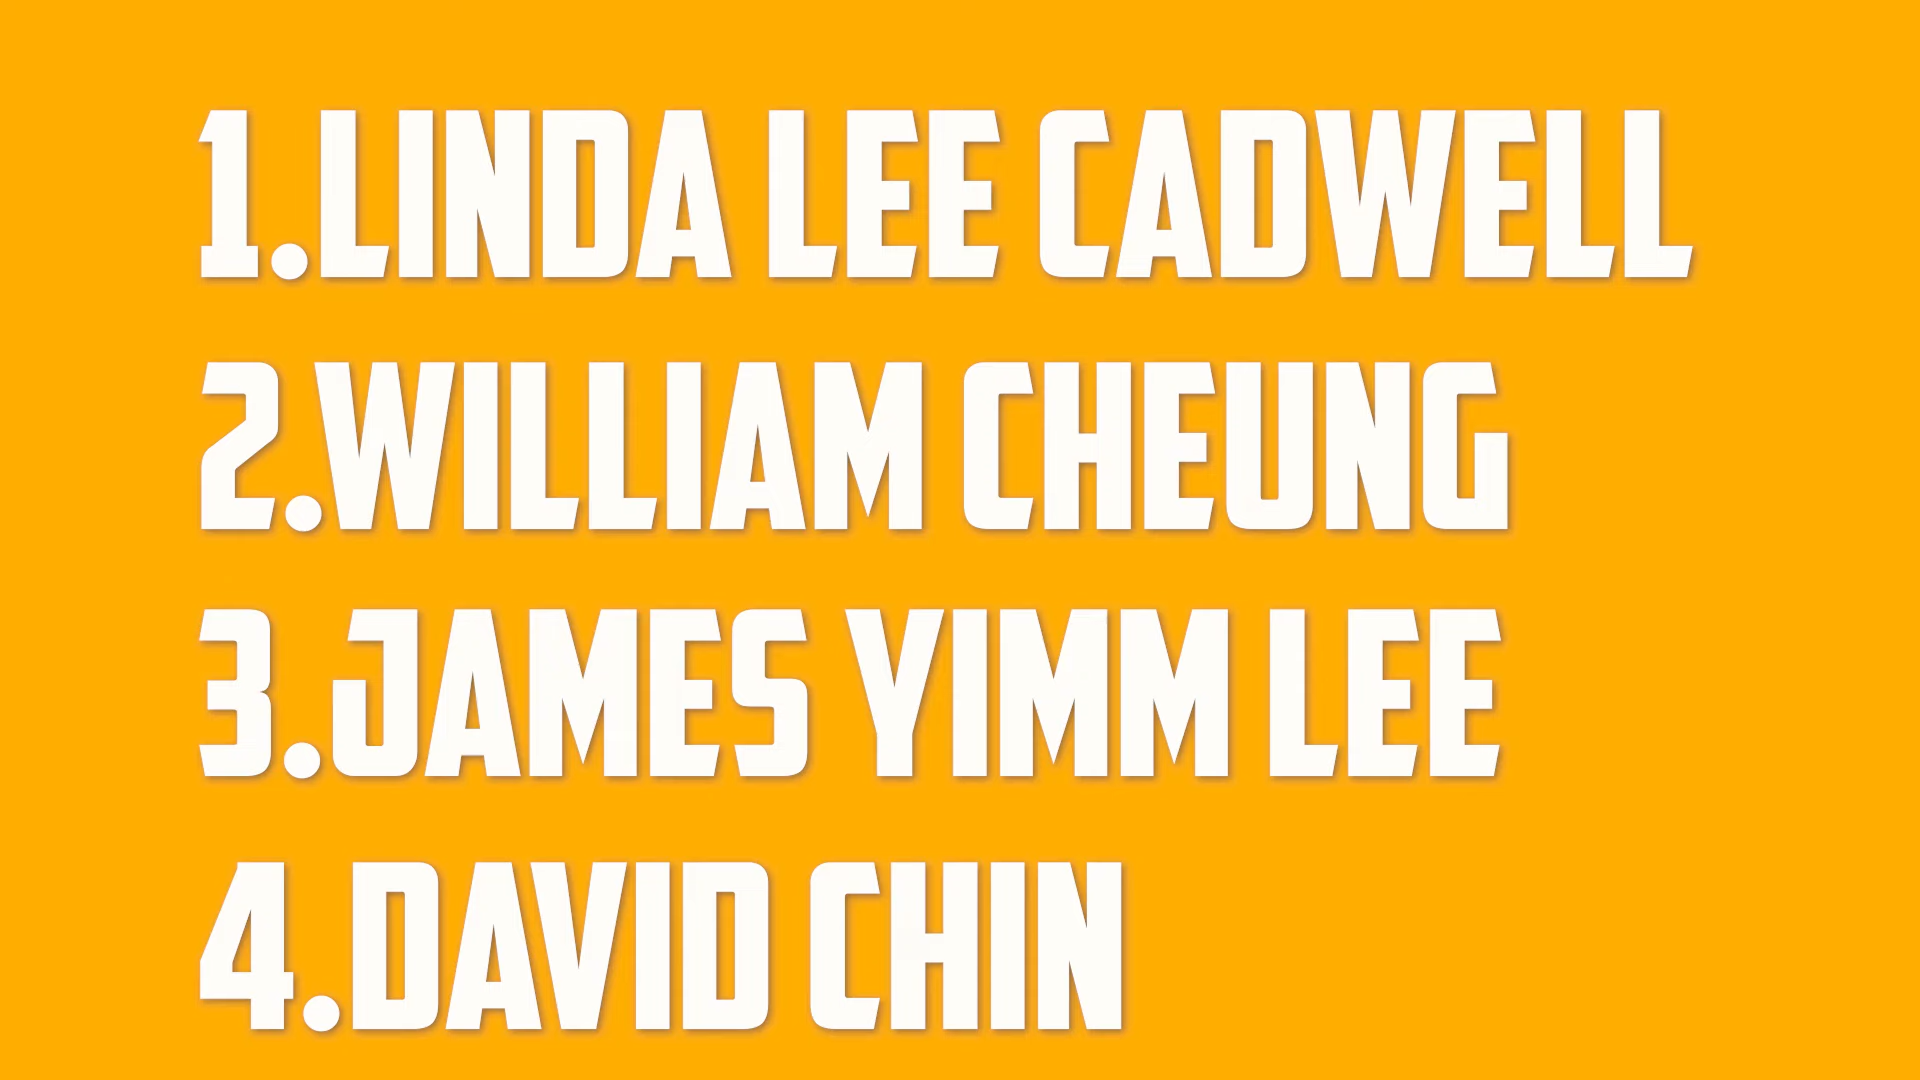 1.LINDA LEE CADWELL
2.WILLIAM CHEUNG
3.JAMES YIMM LEE
4.DAVID CHIN